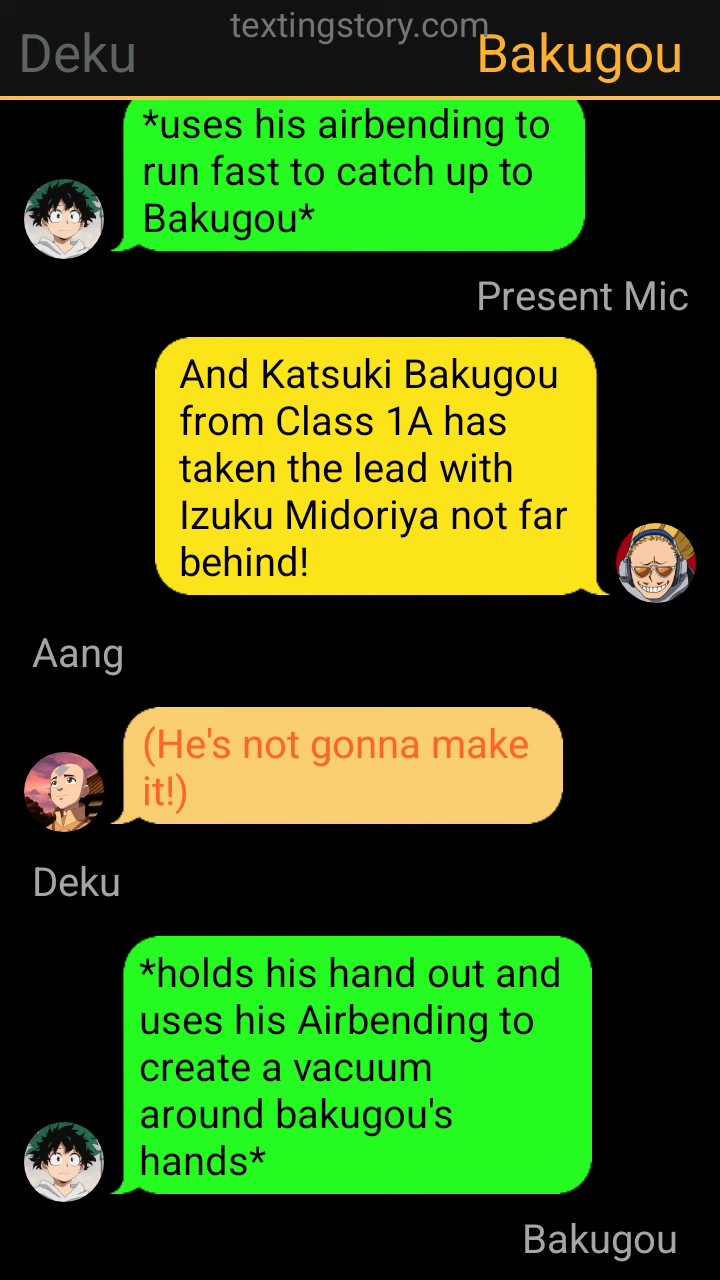 textingstory.com
Deku
Bakugou
*uses his airbending to
run fast to catch up to
Bakugou*
Present Mic
And Katsuki Bakugou
from Class 1A has
taken the lead with
Izuku Midoriya not far
behind!
Aang
(He's not gonna make
it!)
Deku
*holds his hand out and
uses his Airbending to
create a vacuum
around bakugou's
hands*
Bakugou